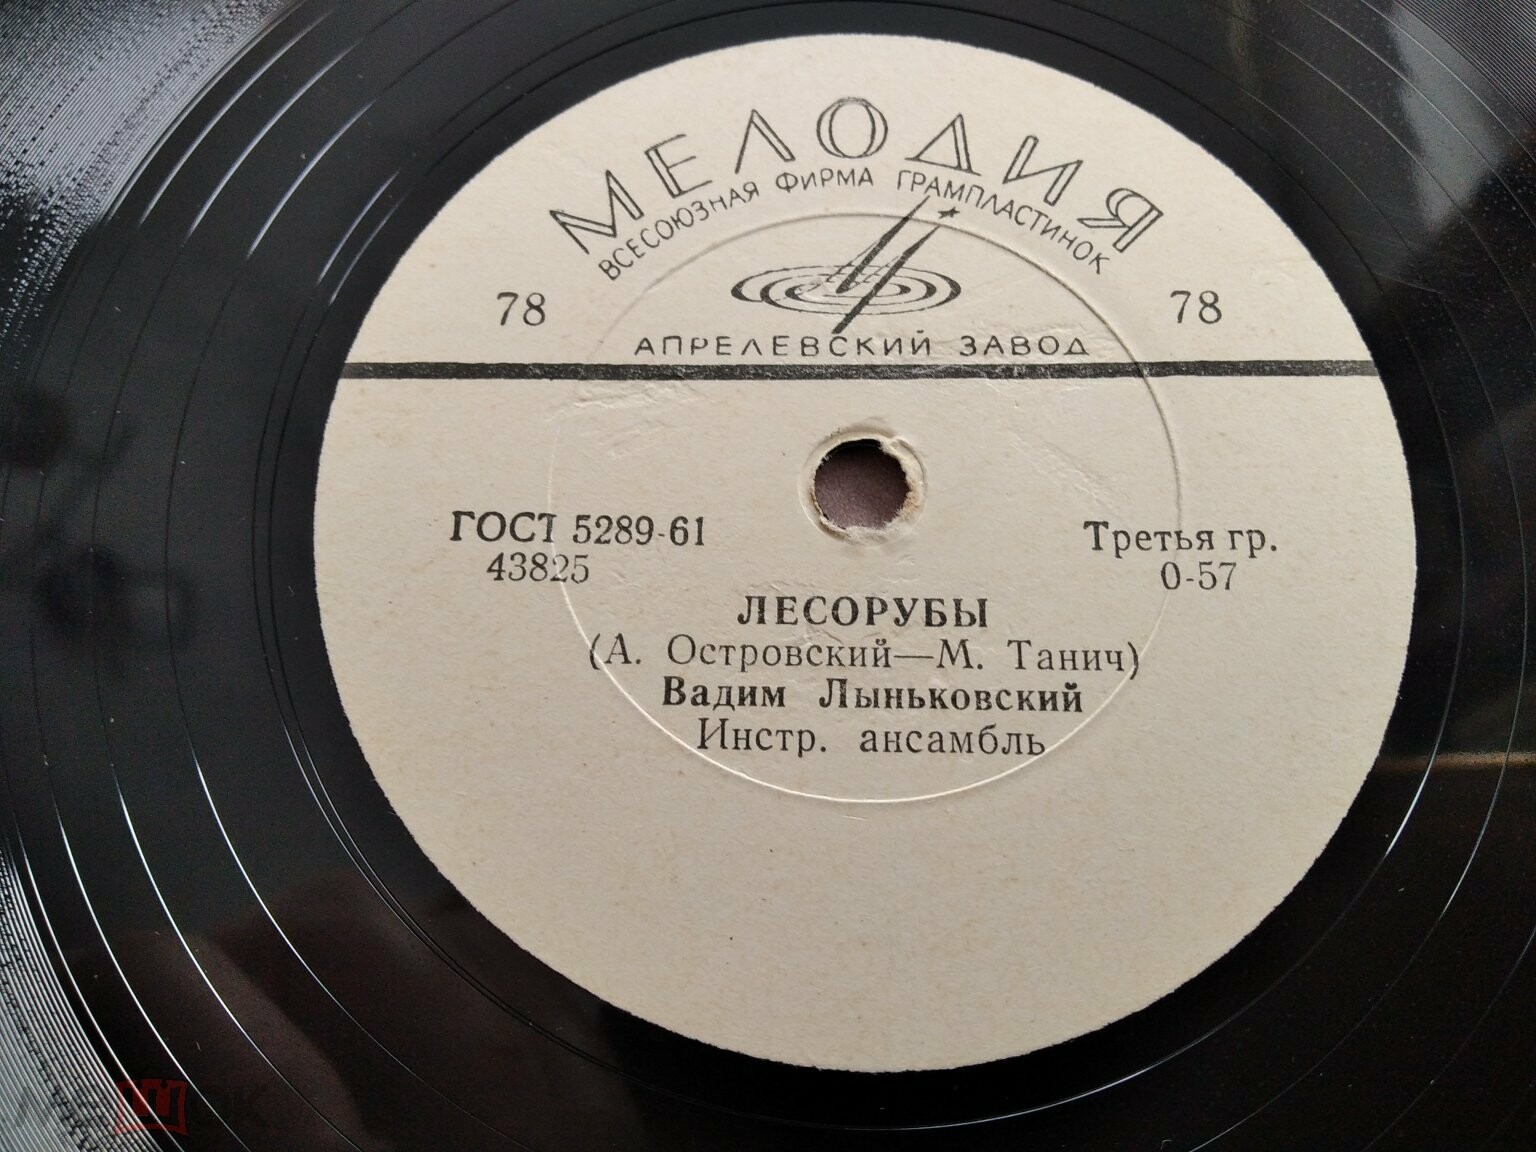 МЕЛОДИЯ
ВСЕСОЮЗНАЯ ФИРМА ГРАМПЛАСТИНОК
78 78
АПРЕЛЕВСКИЙ ЗАВОД
ГОСТ 5289-61 Третья гр.
43825 0-57
ЛЕСОРУБЫ
(А. Островский—М. Танич)
Вадим Лыньковский
Инстр. ансамбль
МЕШОК